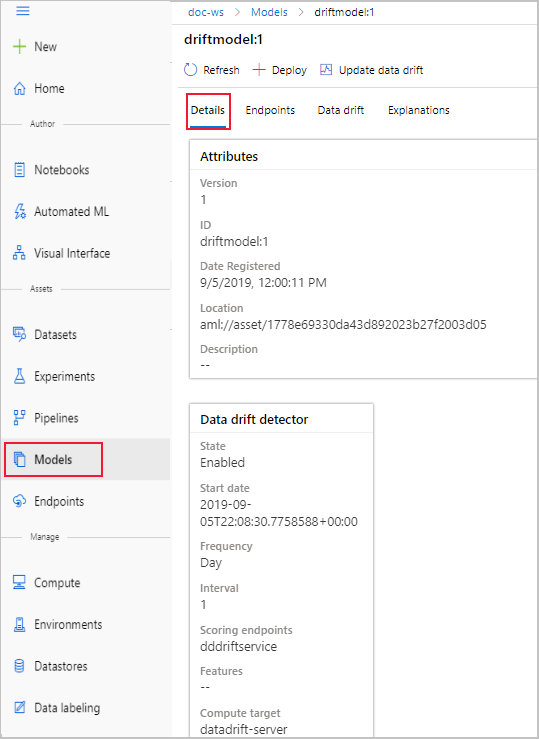 New
Home
Author
Notebooks
Automated ML
Visual Interface
Assets
Datasets
Experiments
Pipelines
Models
Endpoints
Manage
Compute
Environments
Datastores
Data labeling
doc-ws > Models > driftmodel:1
driftmodel:1
Refresh Deploy Update data drift
Details Endpoints Data drift Explanations
Attributes
Version
1
ID
driftmodel:1
Date Registered
9/5/2019, 12:00:11 PM
Location
aml://asset/1778e69330da43d892023b27f2003d05
Description
--
Data drift detector
State
Enabled
Start date
2019-09-
05T22:08:30.7758588+00:00
Frequency
Day
Interval
1
Scoring endpoints
dddriftservice
Features
--
Compute target
datadrift-server